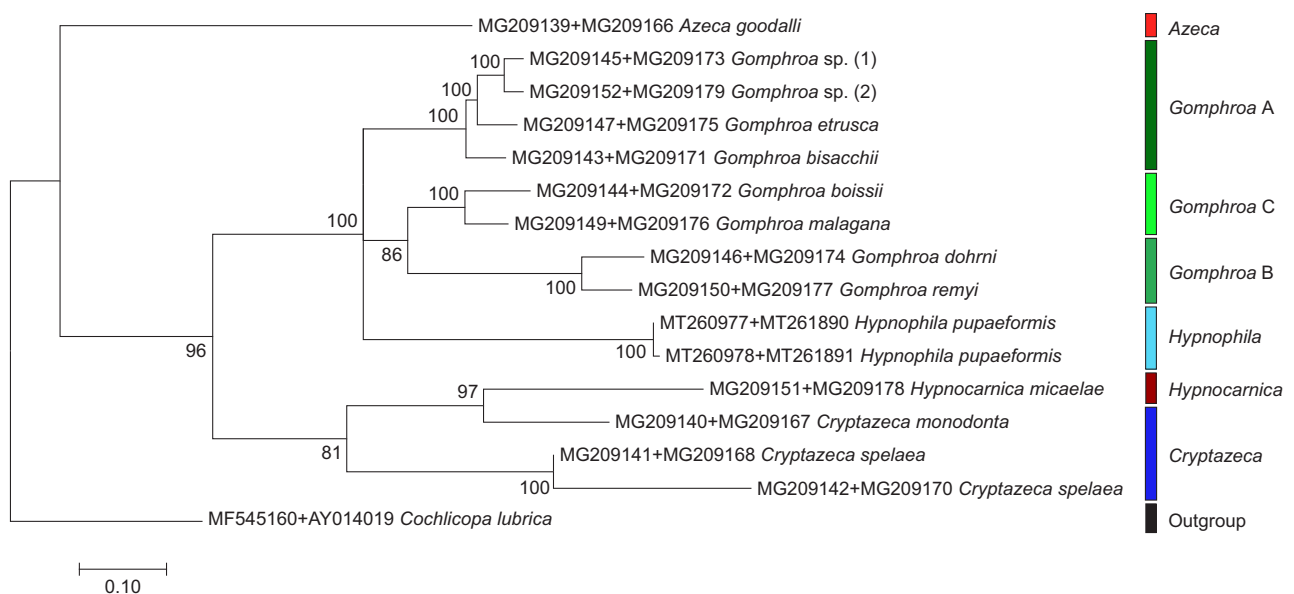 MG209139+MG209166 Azeca goodalli
Azeca
100
MG209145+MG209173 Gomphroa sp. (1)
100
MG209152+MG209179 Gomphroa sp. (2)
100
MG209147+MG209175 Gomphroa etrusca
Gomphroa A
MG209143+MG209171 Gomphroa bisacchii
100
MG209144+MG209172 Gomphroa boissii
Gomphroa C
100
MG209149+MG209176 Gomphroa malagana
86
MG209146+MG209174 Gomphroa dohrni
Gomphroa B
100
MG209150+MG209177 Gomphroa remyi
MT260977+MT261890 Hypnophila pupaeformis
Hypnophila
96
100
MT260978+MT261891 Hypnophila pupaeformis
97
MG209151+MG209178 Hypnocarnica micaelae
Hypnocarnica
MG209140+MG209167 Cryptazeca monodonta
81
MG209141+MG209168 Cryptazeca spelaea
Cryptazeca
100
MG209142+MG209170 Cryptazeca spelaea
MF545160+AY014019 Cochlicopa lubrica
Outgroup
0.10